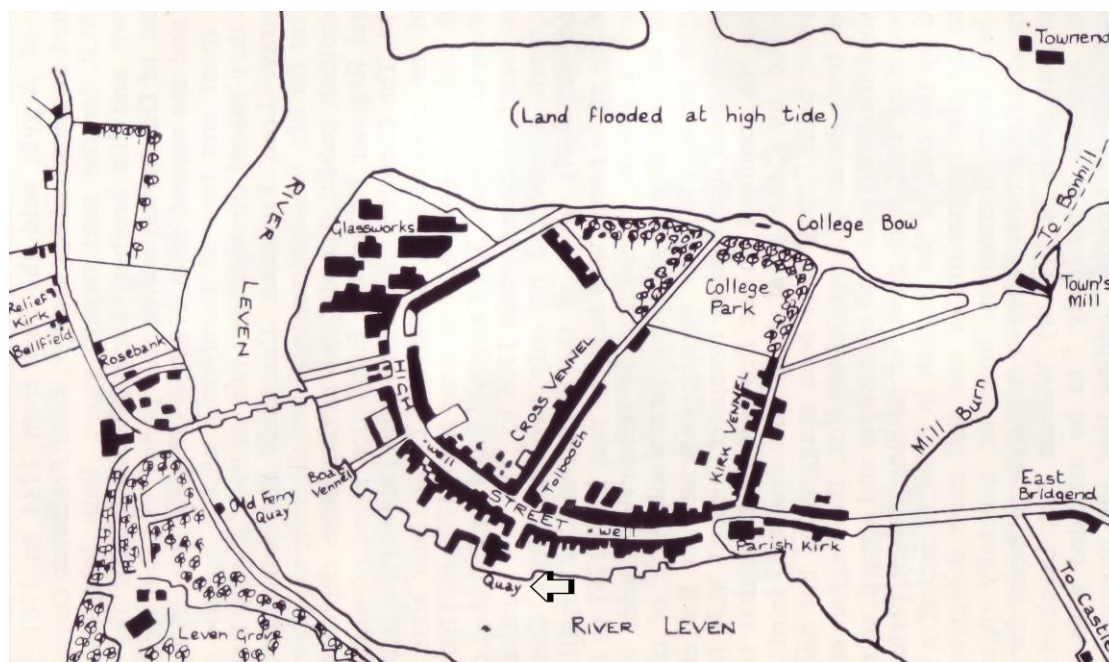 Townend
(Land flooded at high tide)
To Bonhill
RIVER
LEVEN
Glassworks
College Bow
College
Park
Town's
Mill
Relief
Kirk
Bellfield
Rosebank
HIGH
STREET
CROSS VENNEL
KIRK VENNEL
Mill Burn
well
Tolbooth
Boat
Vennel
Old Ferry
Quay
well
East
Bridgend
Parish Kirk
Quay
To Castle
Leven Grove
RIVER LEVEN